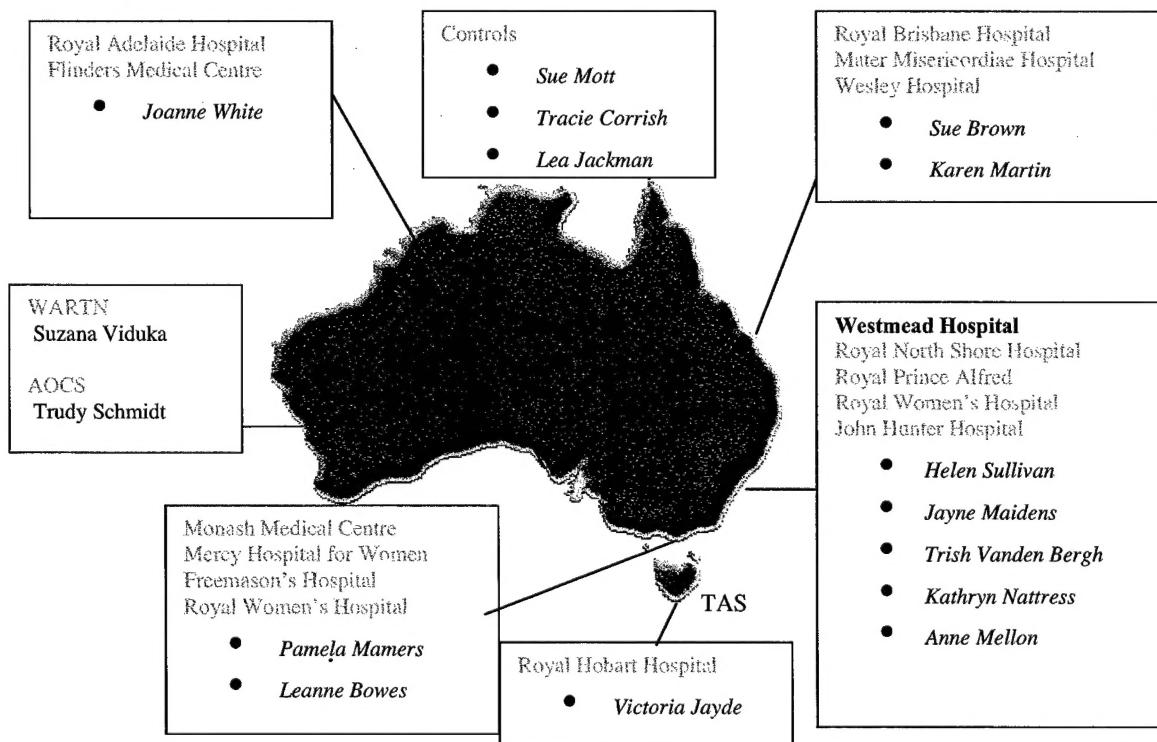 Royal Adelaide Hospital
Flinders Medical Centre
● Joanne White
Controls
● Sue Mott
● Tracie Corrish
● Lea Jackman
Royal Brisbane Hospital
Mater Misericordiae Hospital
Wesley Hospital
● Sue Brown
● Karen Martin
WARTN
Suzana Viduka
AOCS
Trudy Schmidt
Westmead Hospital
Royal North Shore Hospital
Royal Prince Alfred
Royal Women's Hospital
John Hunter Hospital
● Helen Sullivan
● Jayne Maidens
● Trish Vanden Bergh
● Kathryn Nattress
● Anne Mellon
Monash Medical Centre
Mercy Hospital for Women
Freemason's Hospital
Royal Women's Hospital
● Pamela Mamers
● Leanne Bowes
TAS
Royal Hobart Hospital
● Victoria Jayde